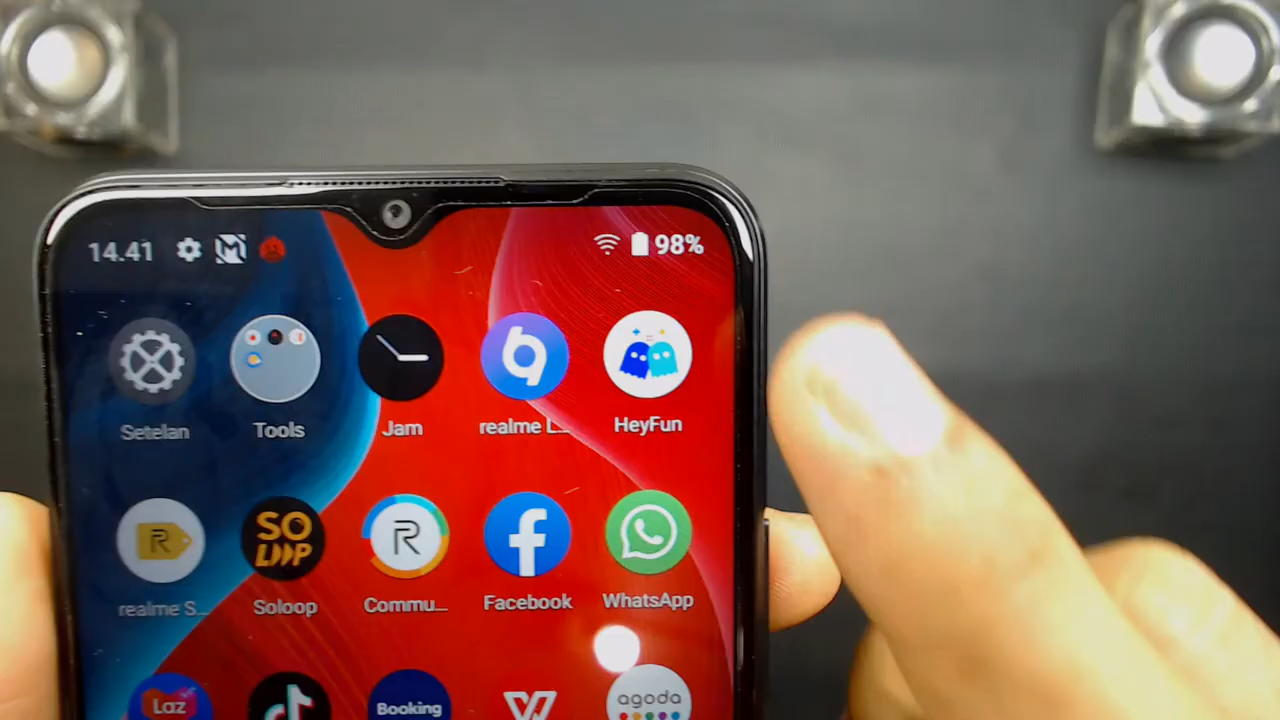 14.41 98%
Setelan Tools Jam realme L... HeyFun
R SO LOOP R f
realme S... Soloop Commu... Facebook WhatsApp
Laz Booking agoda